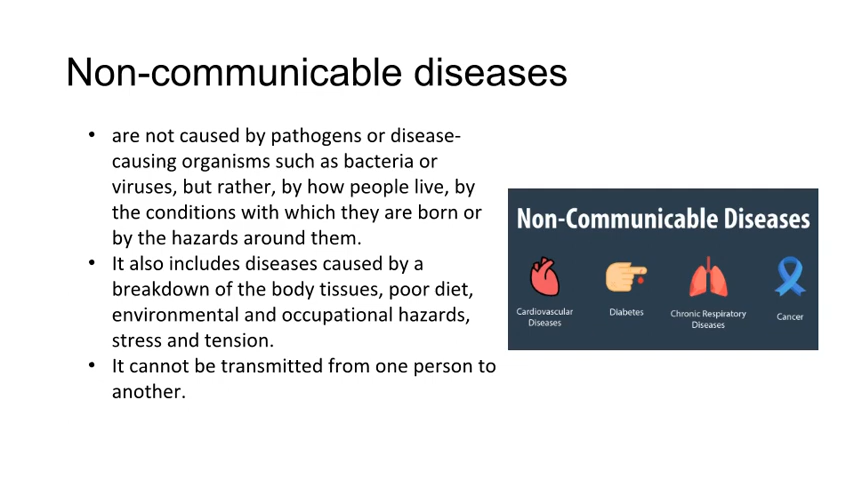 Non-communicable diseases
• are not caused by pathogens or disease-
causing organisms such as bacteria or
viruses, but rather, by how people live, by
the conditions with which they are born or
by the hazards around them.
• It also includes diseases caused by a
breakdown of the body tissues, poor diet,
environmental and occupational hazards,
stress and tension.
• It cannot be transmitted from one person to
another.
Non-Communicable Diseases
Cardiovascular
Diseases
Diabetes
Chronic Respiratory
Diseases
Cancer